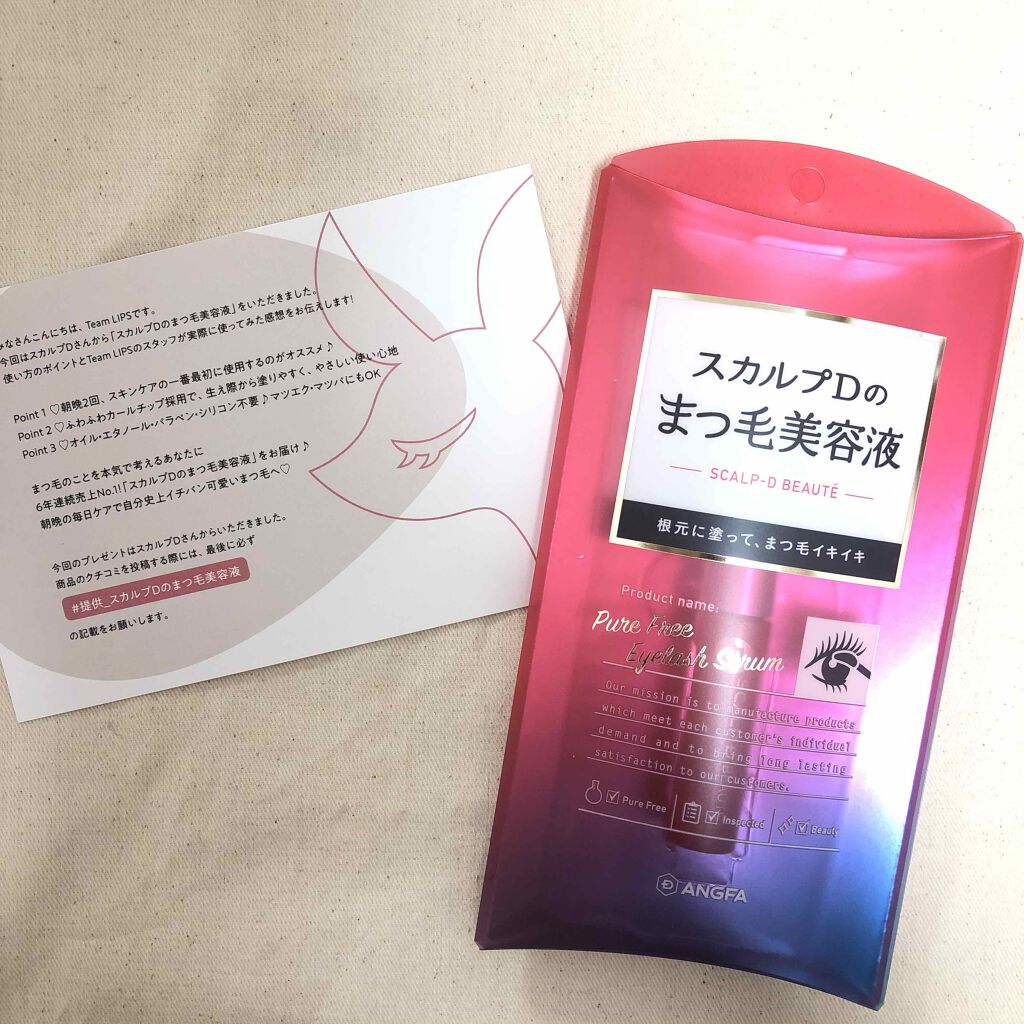 みなさんこんにちは、Team LIPSです。
今回はスカルプDさんから「スカルプDのまつ毛美容液」をいただきました。
使い方のポイントとTeam LIPSのスタッフが実際に使ってみた感想をお伝えします!
Point 1 ♡朝晩2回、スキンケアの一番最初に使用するのがオススメ♪
Point 2 ♡ふわふわカールチップ採用で、生え際から塗りやすく、やさしい使い心地
Point 3 ♡オイル・エタノール・パラベン・シリコン不要♪マツエク・マツパにもOK
まつ毛のことを本気で考えるあなたに
6年連続売上No.1!「スカルプDのまつ毛美容液」をお届け♪
朝晩の毎日ケアで自分史上イチバン可愛いまつ毛へ♡
今回のプレゼントはスカルプDさんからいただきました。
商品のクチコミを投稿する際には、最後に必ず
#提供_スカルプDのまつ毛美容液
の記載をお願いします。
スカルプDの
まつ毛美容液
SCALP-D BEAUTÉ
根元に塗って、まつ毛イキイキ
Product name:
Pure Free
Eyelash Serum
Our mission is to manufacture products
which meet each customer's individual
demand and to bring long lasting
satisfaction to our customers.
Pure Free
Inspected
Beauty
ANGFA